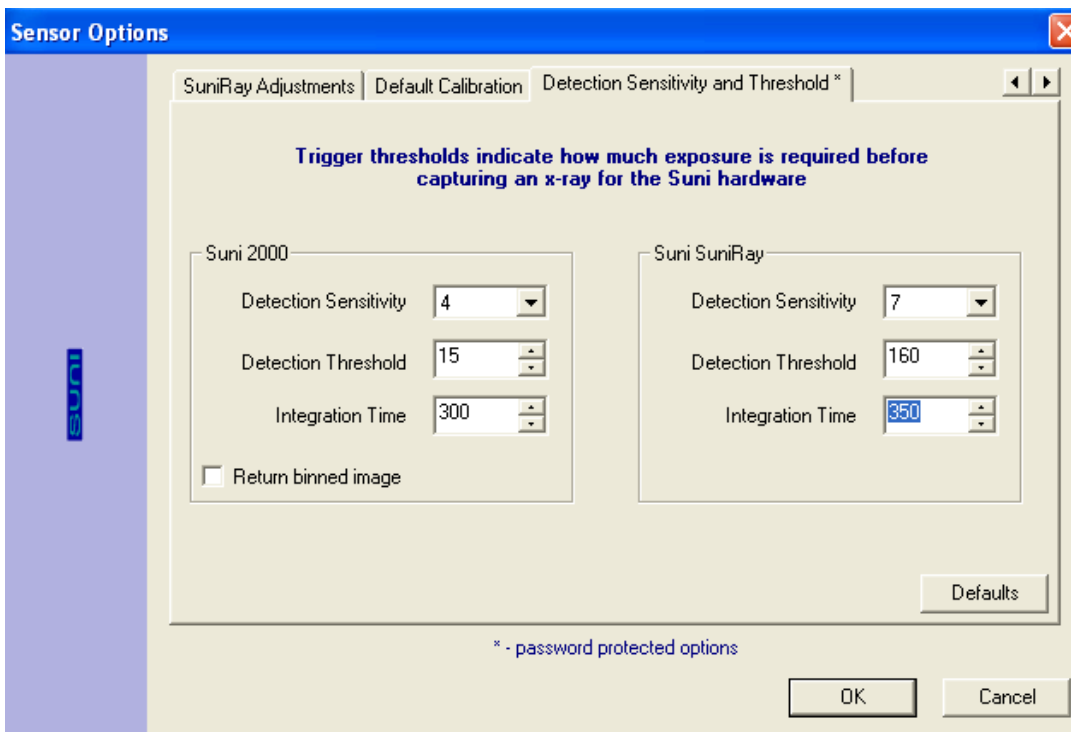 Sensor Options
SuniRay Adjustments Default Calibration Detection Sensitivity and Threshold *
Trigger thresholds indicate how much exposure is required before
capturing an x-ray for the Suni hardware
Suni 2000
Detection Sensitivity 4
Detection Threshold 15
Integration Time 300
Return binned image
Suni SuniRay
Detection Sensitivity 7
Detection Threshold 160
Integration Time 350
suni
Defaults
* - password protected options
OK Cancel